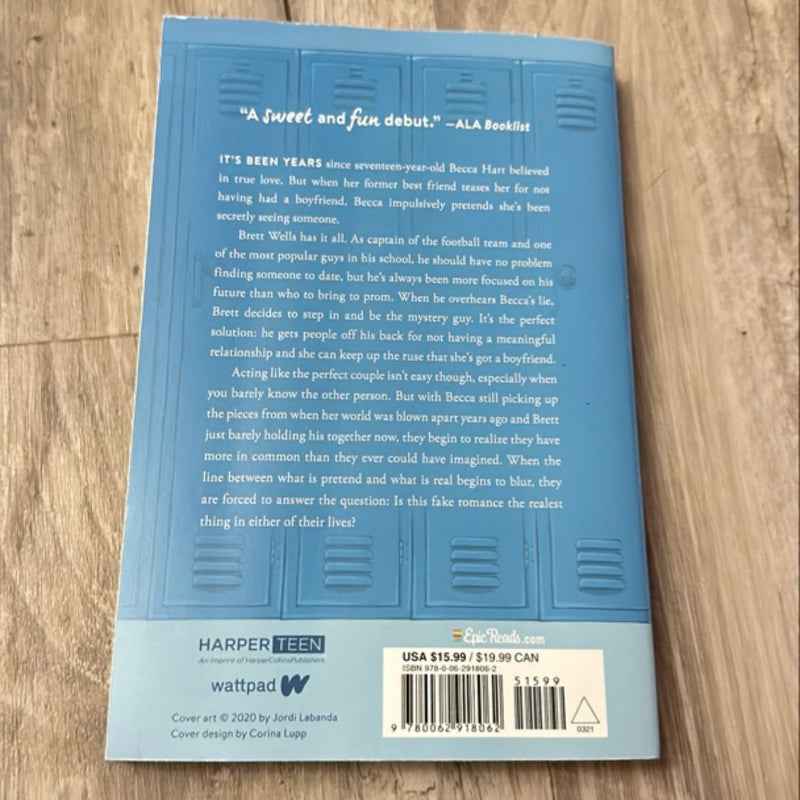 “A sweet and fun debut.” —ALA Booklist
IT’S BEEN YEARS since seventeen-year-old Becca Hart believed
in true love. But when her former best friend teases her for not
having had a boyfriend, Becca impulsively pretends she’s been
secretly seeing someone.
Brett Wells has it all. As captain of the football team and one
of the most popular guys in his school, he should have no problem
finding someone to date, but he’s always been more focused on his
future than who to bring to prom. When he overhears Becca’s lie,
Brett decides to step in and be the mystery guy. It’s the perfect
solution: he gets people off his back for not having a meaningful
relationship and she can keep up the ruse that she’s got a boyfriend.
Acting like the perfect couple isn’t easy though, especially when
you barely know the other person. But with Becca still picking up
the pieces from when her world was blown apart years ago and Brett
just barely holding his together now, they begin to realize they have
more in common than they ever could have imagined. When the
line between what is pretend and what is real begins to blur, they
are forced to answer the question: Is this fake romance the realest
thing in either of their lives?
HARPER TEEN
An Imprint of HarperCollinsPublishers
wattpad W
Cover art © 2020 by Jordi Labanda
Cover design by Corina Lupp
EpicReads.com
USA $15.99 / $19.99 CAN
ISBN 978-0-06-291806-2
51599
9 780062 918062
0321